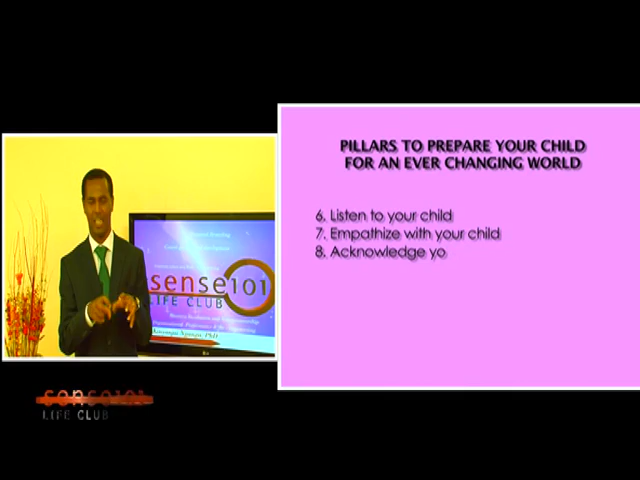 PILLARS TO PREPARE YOUR CHILD
FOR AN EVER CHANGING WORLD
6. Listen to your child
7. Empathize with your child
8. Acknowledge yo
sense101
LIFE CLUB
sense101
LIFE CLUB